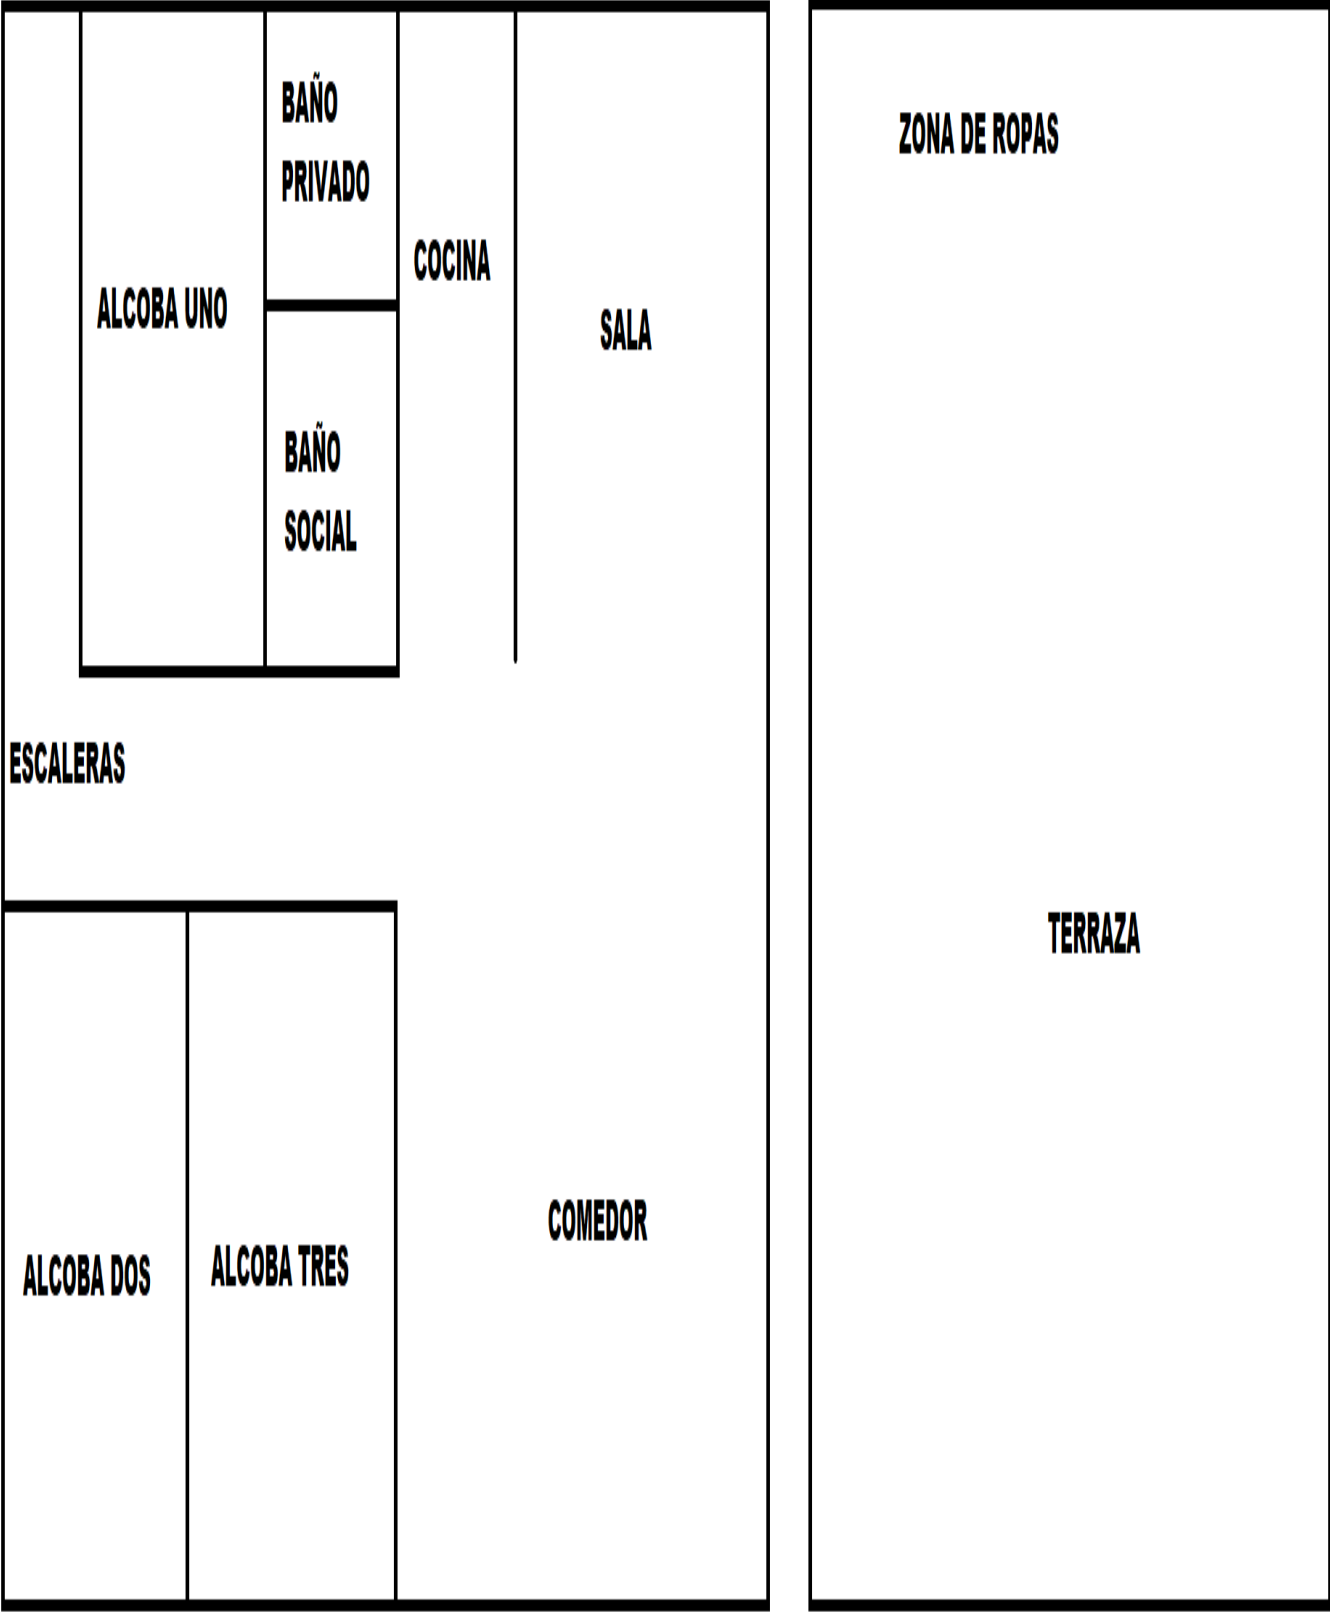 BAÑO
PRIVADO
COCINA
ALCOBA UNO
SALA
BAÑO
SOCIAL
ESCALERAS
COMEDOR
ALCOBA DOS
ALCOBA TRES
ZONA DE ROPAS
TERRAZA